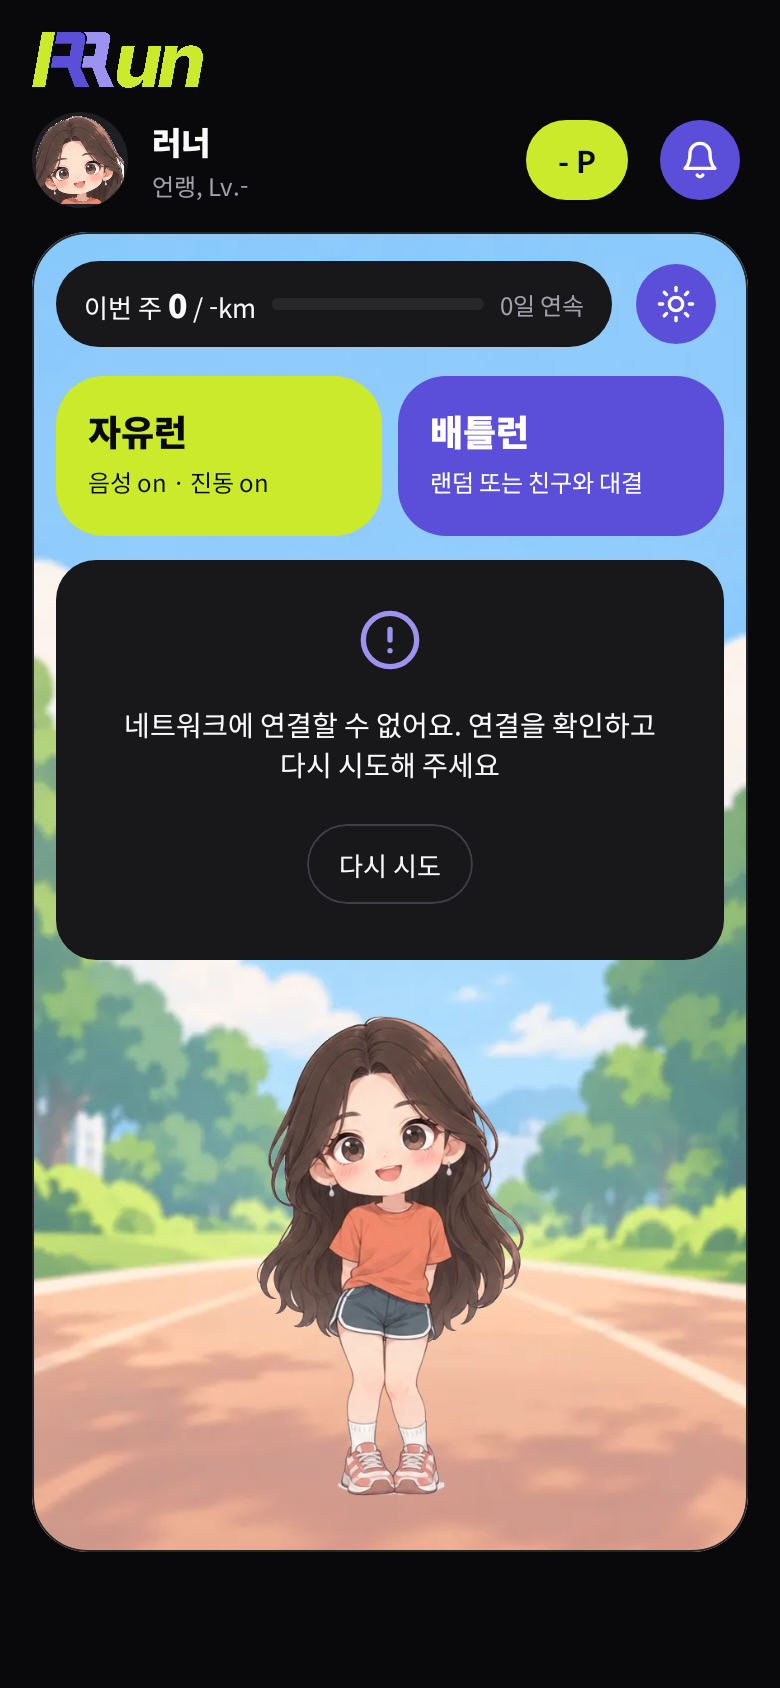 RRun
러너
언랭, Lv.-
- P
이번 주 0 / -km
0일 연속
자유런
음성 on · 진동 on
배틀런
랜덤 또는 친구와 대결
네트워크에 연결할 수 없어요. 연결을 확인하고
다시 시도해 주세요
다시 시도